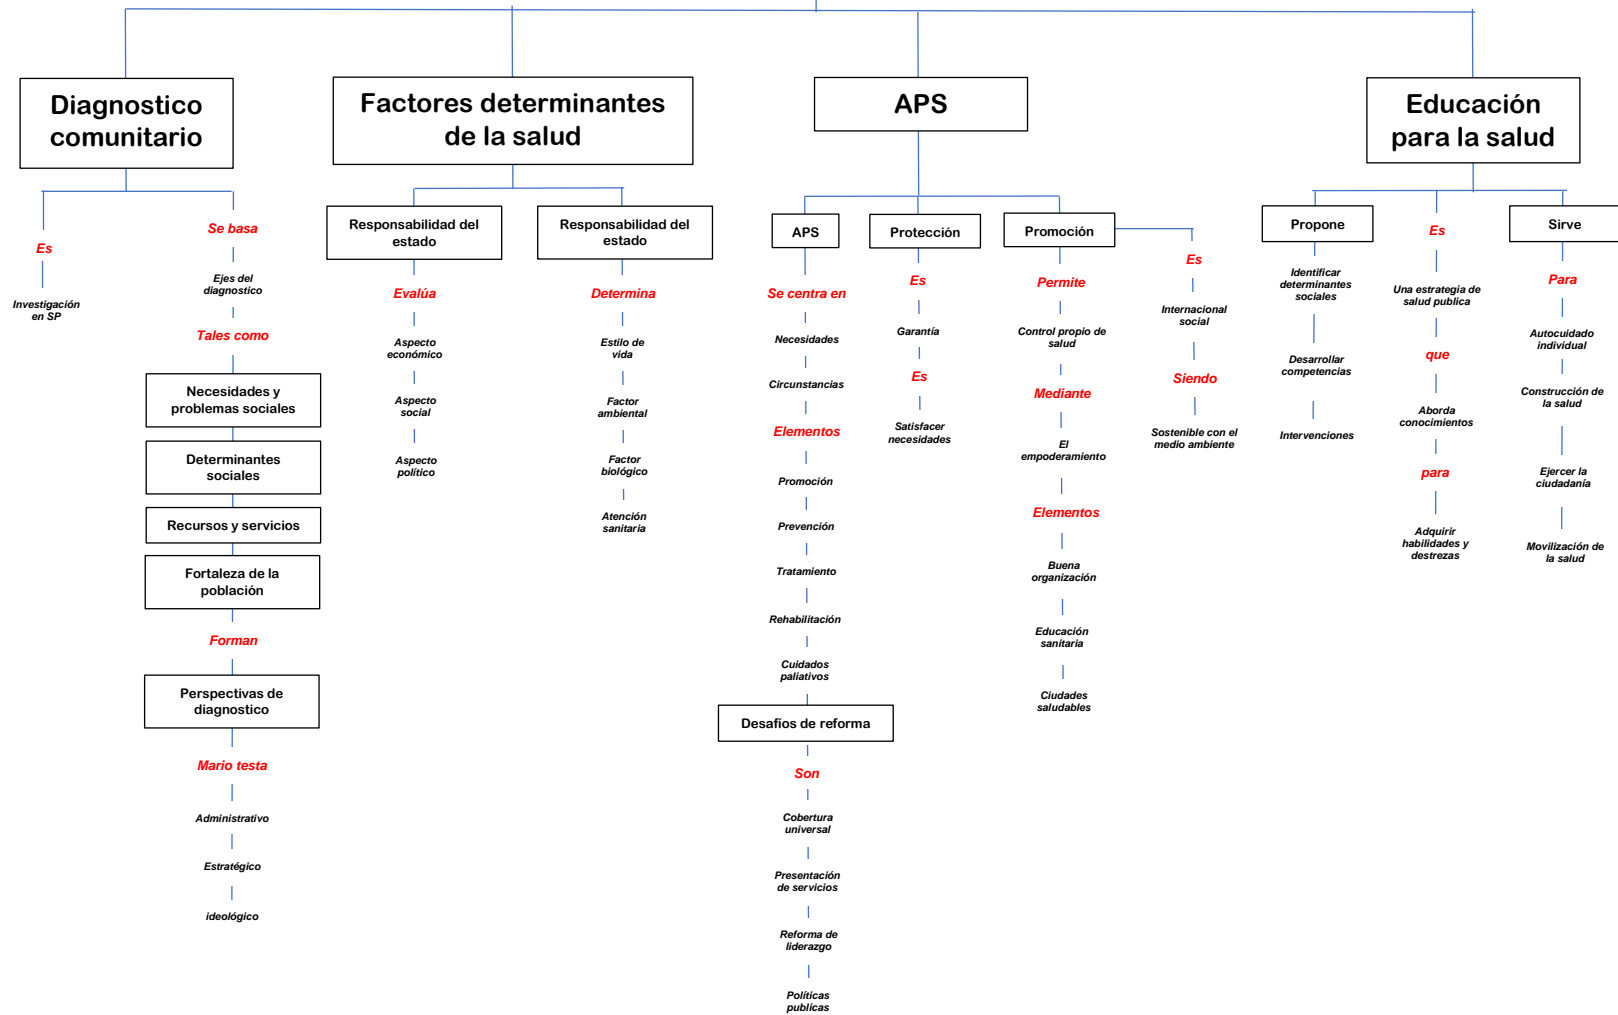 Diagnostico
comunitario
Es
Investigación
en SP
Se basa
Ejes del
diagnostico
Tales como
Necesidades y
problemas sociales
Determinantes
sociales
Recursos y servicios
Fortaleza de la
población
Forman
Perspectivas de
diagnostico
Mario testa
Administrativo
Estratégico
ideológico
Factores determinantes
de la salud
Responsabilidad del
estado
Evalúa
Aspecto
económico
Aspecto
social
Aspecto
político
Responsabilidad del
estado
Determina
Estilo de
vida
Factor
ambiental
Factor
biológico
Atención
sanitaria
APS
APS
Se centra en
Necesidades
Circunstancias
Elementos
Promoción
Prevención
Tratamiento
Rehabilitación
Cuidados
paliativos
Desafíos de reforma
Son
Cobertura
universal
Presentación
de servicios
Reforma de
liderazgo
Políticas
publicas
Protección
Es
Garantía
Es
Satisfacer
necesidades
Promoción
Permite
Control propio de
salud
Mediante
El
empoderamiento
Elementos
Buena
organización
Educación
sanitaria
Ciudades
saludables
Es
Internacional
social
Siendo
Sostenible con el
medio ambiente
Educación
para la salud
Propone
Identificar
determinantes
sociales
Desarrollar
competencias
Intervenciones
Es
Una estrategia de
salud publica
que
Aborda
conocimientos
para
Adquirir
habilidades y
destrezas
Sirve
Para
Autocuidado
individual
Construcción de
la salud
Ejercer la
ciudadanía
Movilización de
la salud